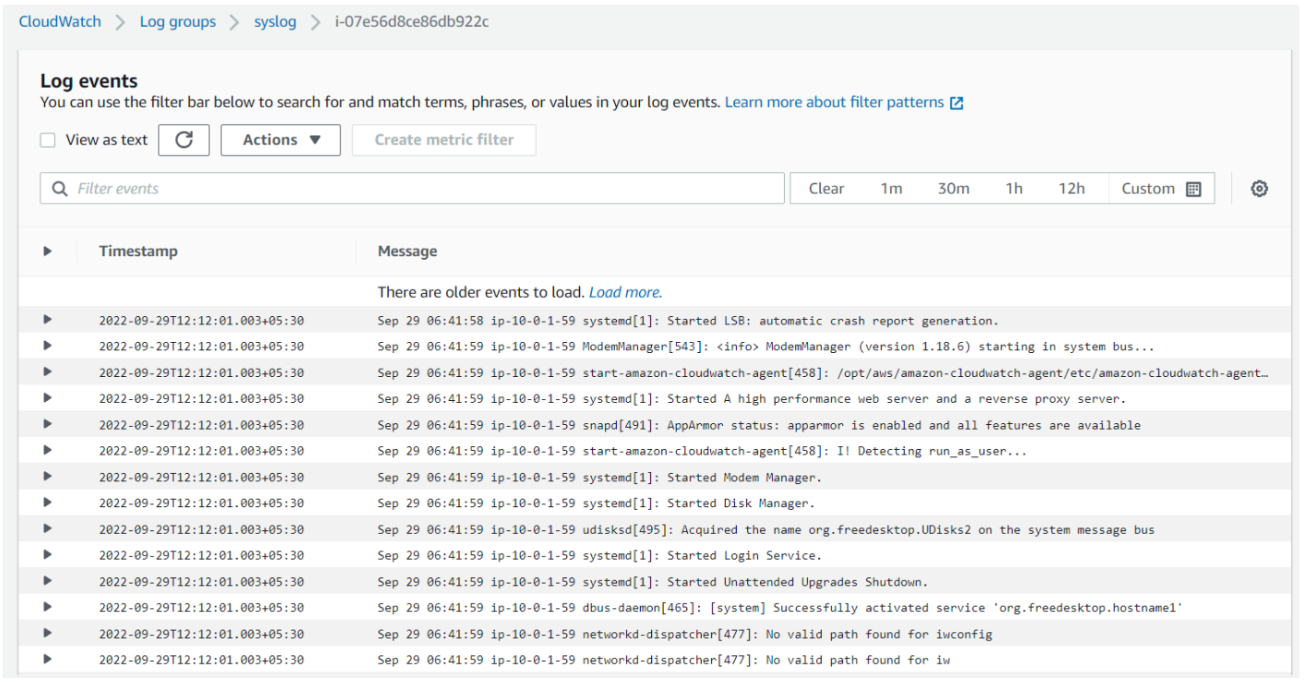 CloudWatch > Log groups > syslog > i-07e56d8ce86db922c
Log events
You can use the filter bar below to search for and match terms, phrases, or values in your log events. Learn more about filter patterns
View as text Actions Create metric filter
Filter events Clear 1m 30m 1h 12h Custom
Timestamp Message
There are older events to load. Load more.
2022-09-29T12:12:01.003+05:30 Sep 29 06:41:58 ip-10-0-1-59 systemd[1]: Started LSB: automatic crash report generation.
2022-09-29T12:12:01.003+05:30 Sep 29 06:41:59 ip-10-0-1-59 ModemManager[543]: <info> ModemManager (version 1.18.6) starting in system bus...
2022-09-29T12:12:01.003+05:30 Sep 29 06:41:59 ip-10-0-1-59 start-amazon-cloudwatch-agent[458]: /opt/aws/amazon-cloudwatch-agent/etc/amazon-cloudwatch-agent…
2022-09-29T12:12:01.003+05:30 Sep 29 06:41:59 ip-10-0-1-59 systemd[1]: Started A high performance web server and a reverse proxy server.
2022-09-29T12:12:01.003+05:30 Sep 29 06:41:59 ip-10-0-1-59 snapd[491]: AppArmor status: apparmor is enabled and all features are available
2022-09-29T12:12:01.003+05:30 Sep 29 06:41:59 ip-10-0-1-59 start-amazon-cloudwatch-agent[458]: I! Detecting run_as_user...
2022-09-29T12:12:01.003+05:30 Sep 29 06:41:59 ip-10-0-1-59 systemd[1]: Started Modem Manager.
2022-09-29T12:12:01.003+05:30 Sep 29 06:41:59 ip-10-0-1-59 systemd[1]: Started Disk Manager.
2022-09-29T12:12:01.003+05:30 Sep 29 06:41:59 ip-10-0-1-59 udisksd[495]: Acquired the name org.freedesktop.UDisks2 on the system message bus
2022-09-29T12:12:01.003+05:30 Sep 29 06:41:59 ip-10-0-1-59 systemd[1]: Started Login Service.
2022-09-29T12:12:01.003+05:30 Sep 29 06:41:59 ip-10-0-1-59 systemd[1]: Started Unattended Upgrades Shutdown.
2022-09-29T12:12:01.003+05:30 Sep 29 06:41:59 ip-10-0-1-59 dbus-daemon[465]: [system] Successfully activated service 'org.freedesktop.hostname1'
2022-09-29T12:12:01.003+05:30 Sep 29 06:41:59 ip-10-0-1-59 networkd-dispatcher[477]: No valid path found for iwconfig
2022-09-29T12:12:01.003+05:30 Sep 29 06:41:59 ip-10-0-1-59 networkd-dispatcher[477]: No valid path found for iw